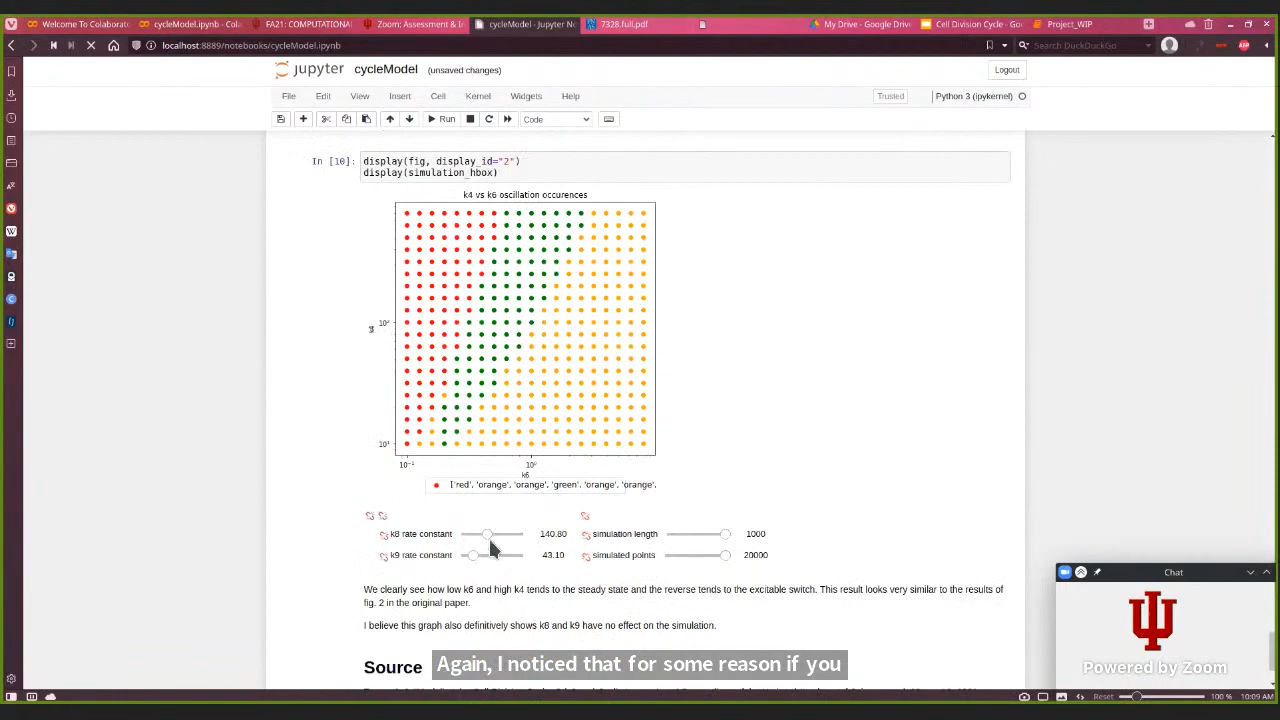 Welcome To Colaborato
cycleModel.ipynb - Cola
FA21: COMPUTATIONAL
Zoom: Assessment & In
cycleModel - Jupyter No
7328.full.pdf
My Drive - Google Drive
Cell Division Cycle - Goo
Project_WIP
localhost:8889/notebooks/cycleModel.ipynb
Search DuckDuckGo
jupyter cycleModel (unsaved changes)
Logout
File Edit View Insert Cell Kernel Widgets Help
Trusted
Python 3 (ipykernel)
Run
Code
In [10]: display(fig, display_id="2")
display(simulation_hbox)
k4 vs k6 oscillation occurences
k4
10²
10¹
10⁻¹
10⁰
k6
['red', 'orange', 'orange', 'green', 'orange', 'orange',
k8 rate constant 140.80
simulation length 1000
k9 rate constant 43.10
simulated points 20000
We clearly see how low k6 and high k4 tends to the steady state and the reverse tends to the excitable switch. This result looks very similar to the results of
fig. 2 in the original paper.
I believe this graph also definitively shows k8 and k9 have no effect on the simulation.
Source
Again, I noticed that for some reason if you
Chat
Powered by Zoom
Reset
100 %
10:09 AM